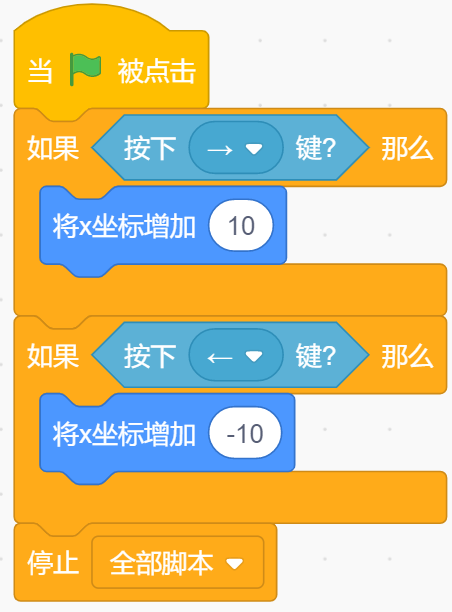 当 被点击
如果 按下 → 键? 那么
将x坐标增加 10
如果 按下 ← 键? 那么
将x坐标增加 -10
停止 全部脚本